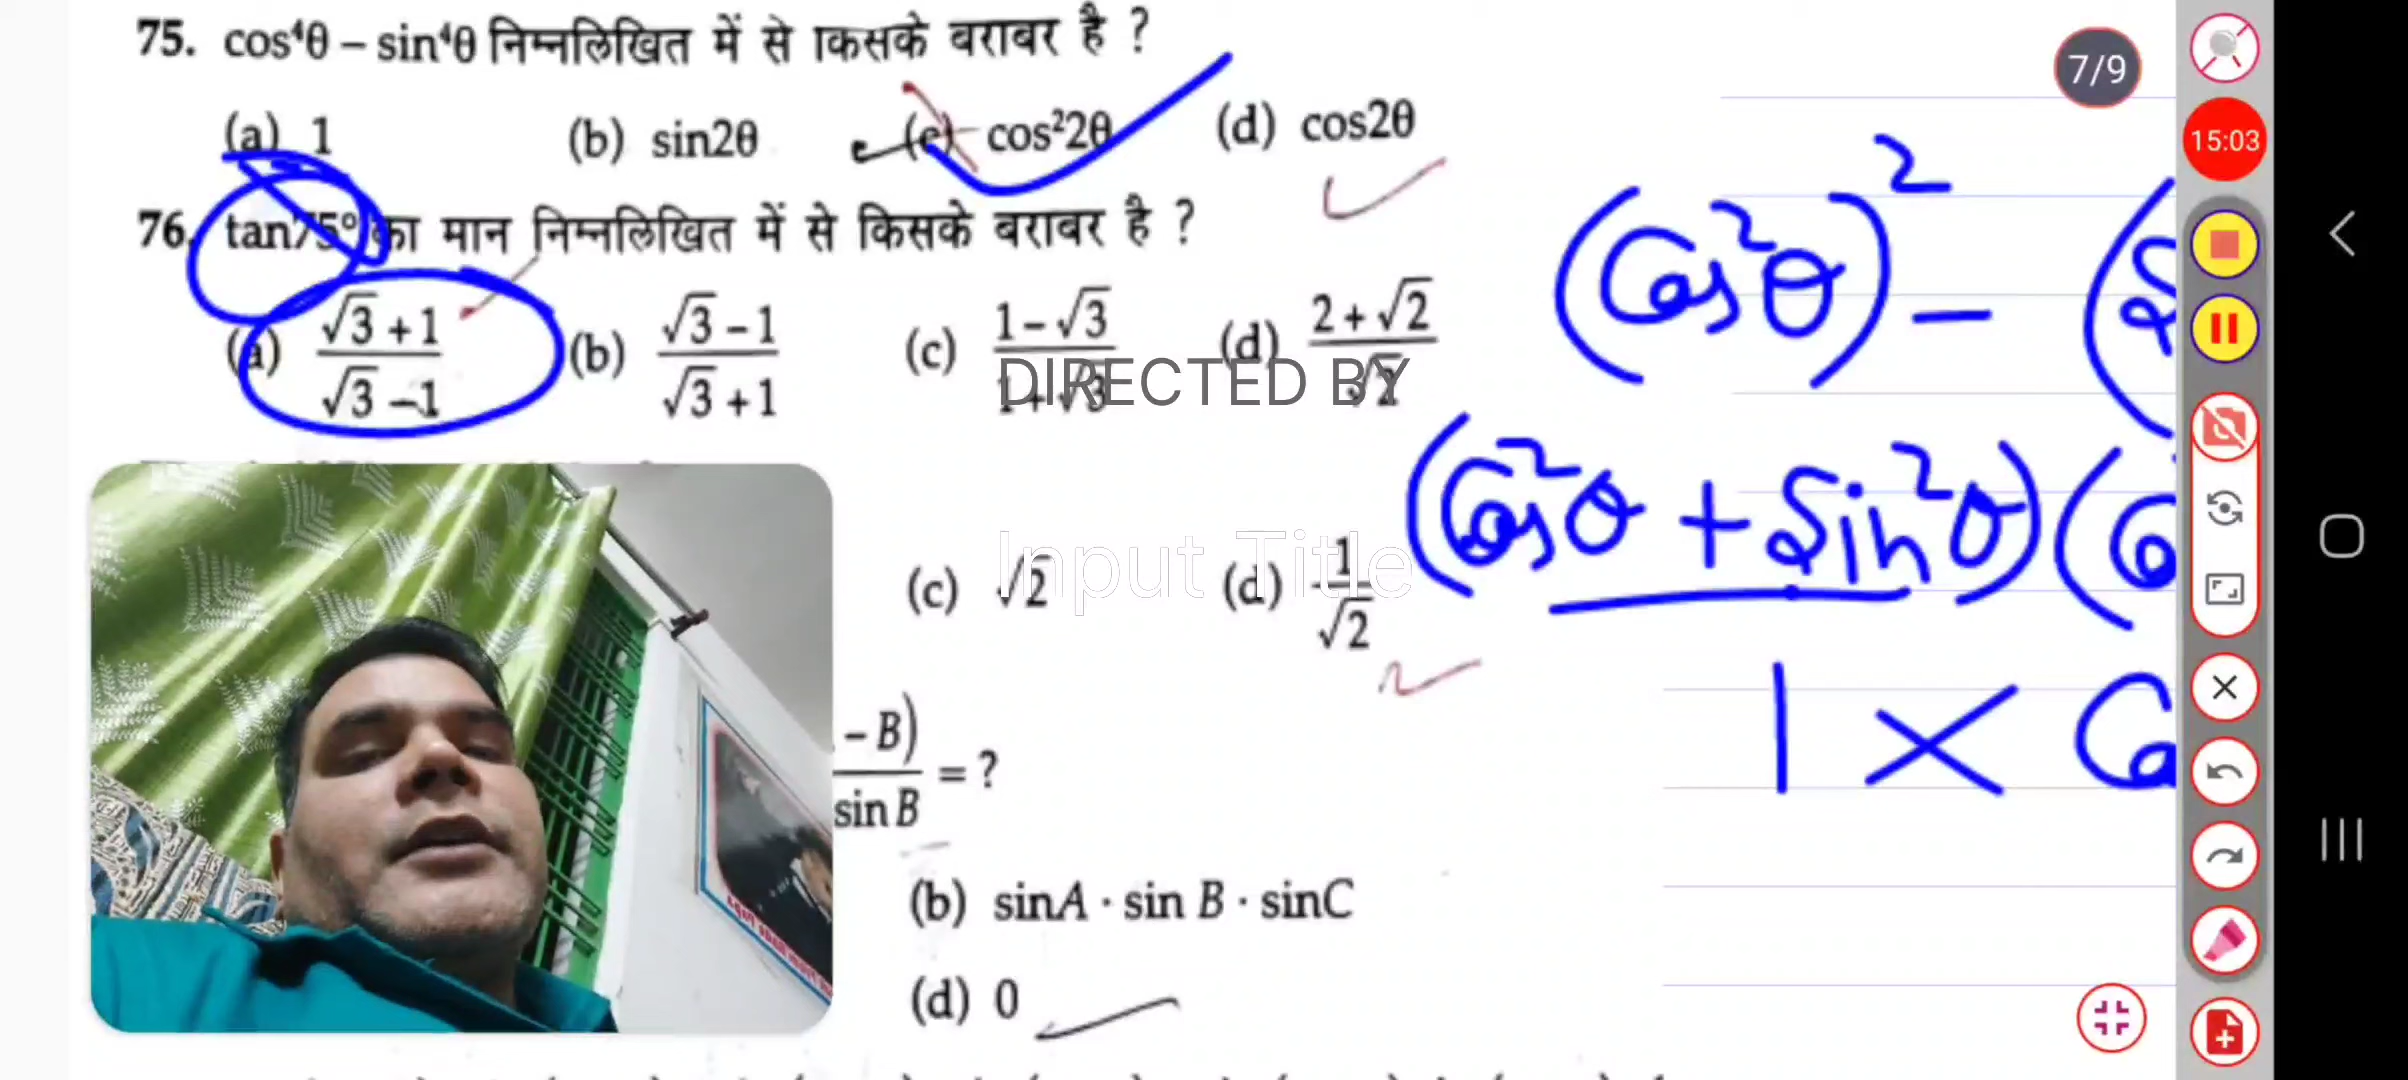 75. cos⁴θ – sin⁴θ निम्नलिखित में से किसके बराबर है ?
(a) 1 (b) sin2θ (c) cos²2θ (d) cos2θ
76. tan75° का मान निम्नलिखित में से किसके बराबर है ?
(a) (√3 + 1)/(√3 – 1) (b) (√3 – 1)/(√3 + 1) (c) (1 – √3)/(1 + √3) (d) (2 + √2)/√2
DIRECTED BY
Input Title
(c) √2 (d) 1/√2
– B)
sin B = ?
(b) sinA · sin B · sinC
(d) 0
7/9
15:03
(Cos²θ)² – (
(Cos²θ + Sin²θ) (
1 ×